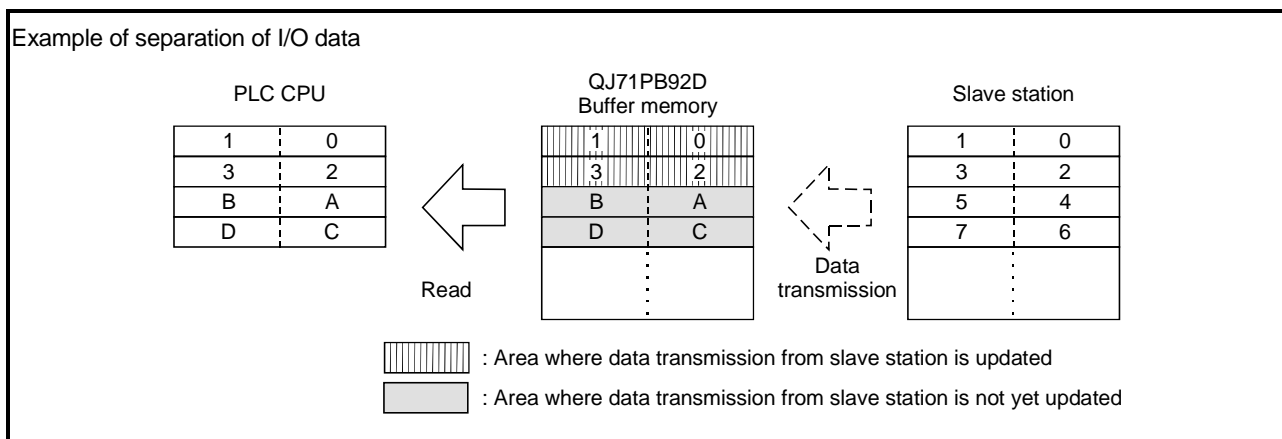 Example of separation of I/O data
PLC CPU
QJ71PB92D
Buffer memory
Slave station
1 0
3 2
B A
D C
1 0
3 2
B A
D C
1 0
3 2
5 4
7 6
Read
Data
transmission
: Area where data transmission from slave station is updated
: Area where data transmission from slave station is not yet updated